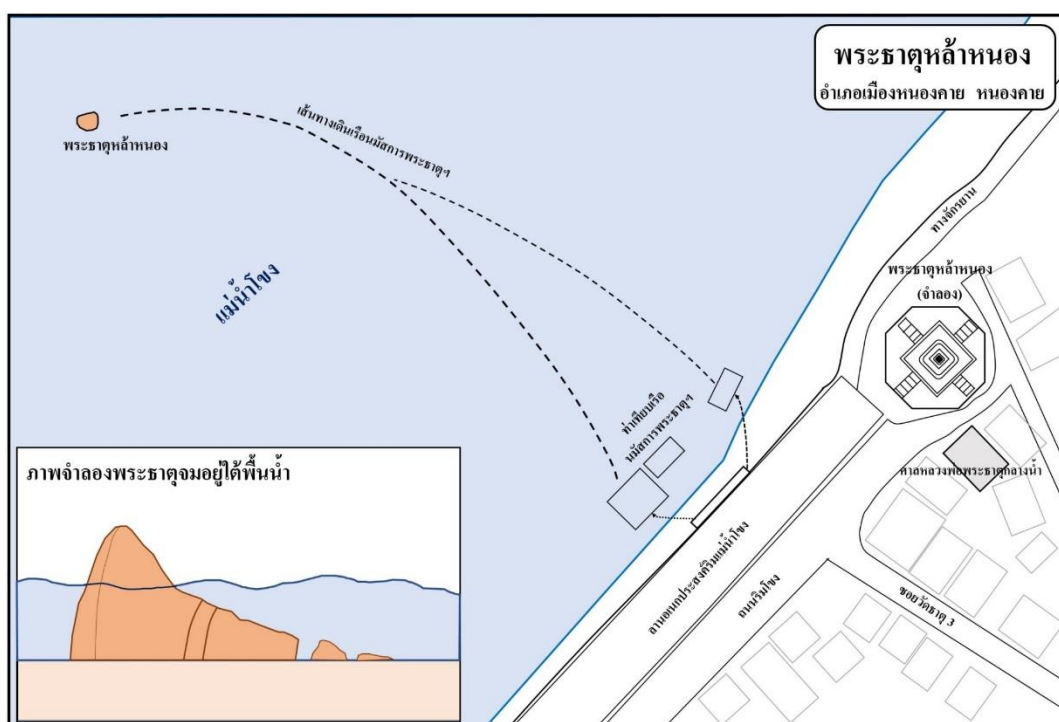 พระธาตุหล้าหนอง
อำเภอเมืองหนองคาย หนองคาย
เส้นทางเดินเรือนมัสการพระธาตุฯ
พระธาตุหล้าหนอง
ทางจักรยาน
แม่น้ำโขง
พระธาตุหล้าหนอง
(จำลอง)
ท่าเทียบเรือ
นมัสการพระธาตุฯ
ศาลหลวงพ่อพระธาตุกลางน้ำ
ภาพจำลองพระธาตุจมอยู่ใต้พื้นน้ำ
ลานอเนกประสงค์ริมแม่น้ำโขง
ถนนริมโขง
ซอยวัดธาตุ 3